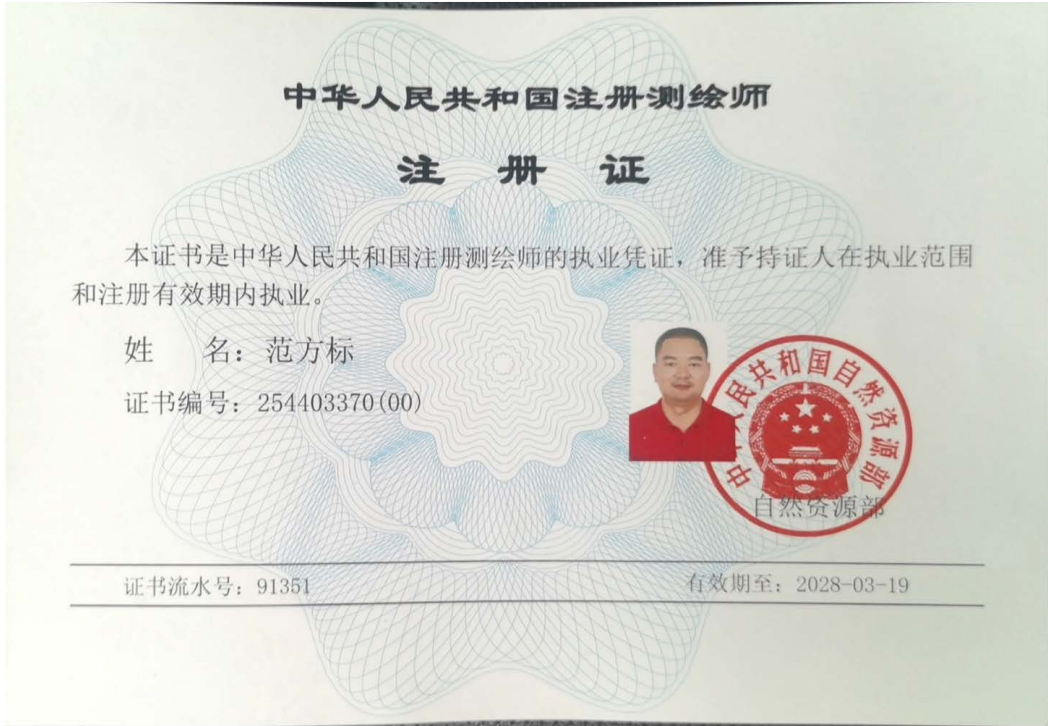 中华人民共和国注册测绘师
注 册 证
本证书是中华人民共和国注册测绘师的执业凭证，准予持证人在执业范围
和注册有效期内执业。
姓 名：范方标
证书编号：254403370(00)
中华人民共和国自然资源部
自然资源部
证书流水号：91351
有效期至：2028-03-19